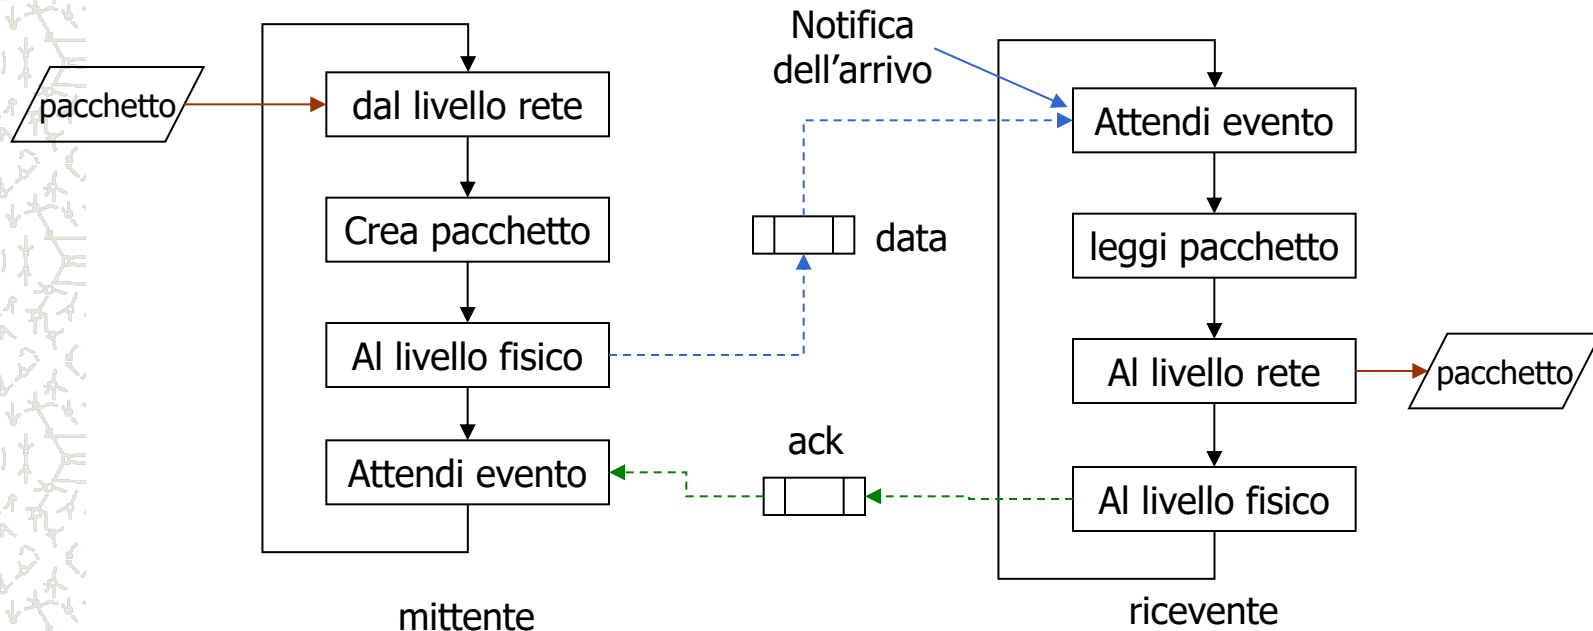 pacchetto
dal livello rete
Crea pacchetto
Al livello fisico
Attendi evento
mittente
Notifica
dell’arrivo
data
ack
Attendi evento
leggi pacchetto
Al livello rete
pacchetto
Al livello fisico
ricevente